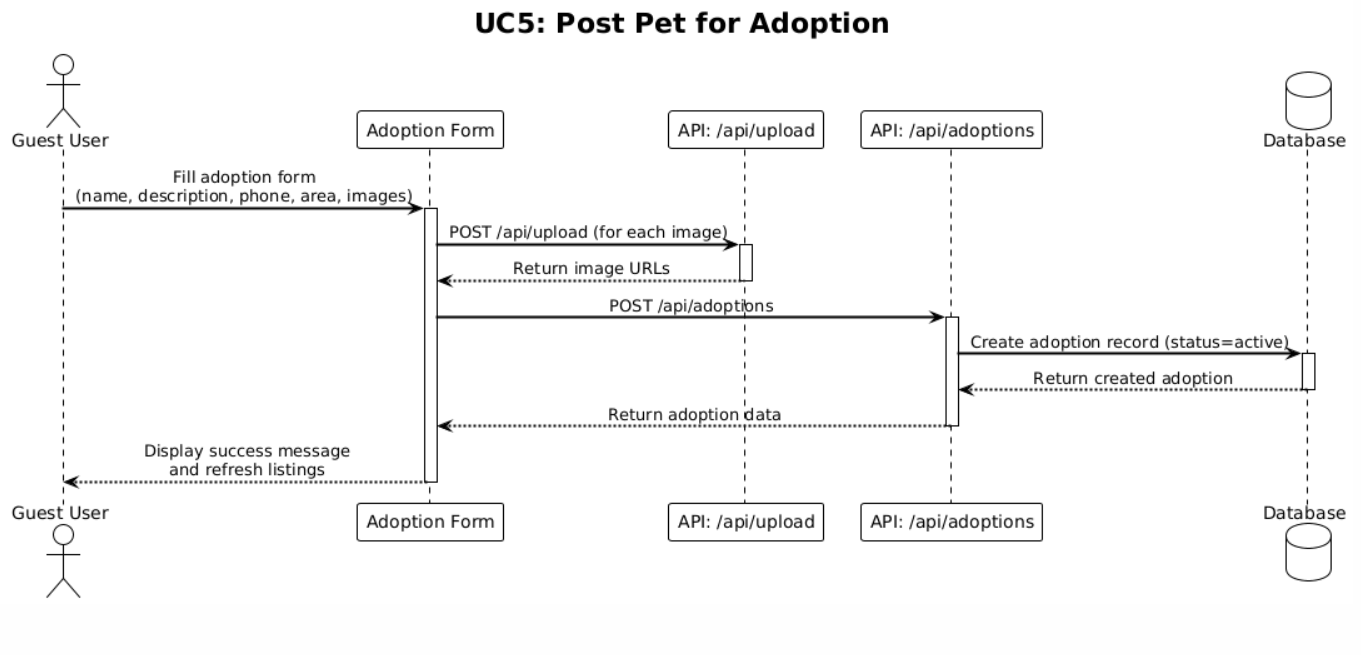 UC5: Post Pet for Adoption
Guest User
Adoption Form
API: /api/upload
API: /api/adoptions
Database
Fill adoption form
(name, description, phone, area, images)
POST /api/upload (for each image)
Return image URLs
POST /api/adoptions
Create adoption record (status=active)
Return created adoption
Return adoption data
Display success message
and refresh listings
Guest User
Adoption Form
API: /api/upload
API: /api/adoptions
Database